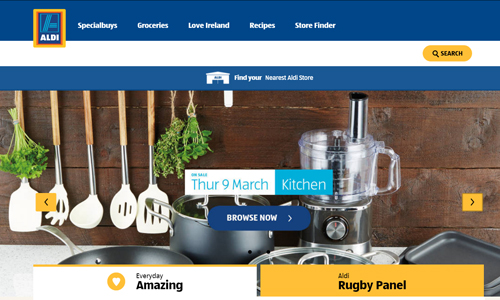 ALDI
Specialbuys Groceries Love Ireland Recipes Store Finder
SEARCH
ALDI
Find your Nearest Aldi Store
ON SALE
Thur 9 March Kitchen
BROWSE NOW
Everyday
Amazing
Aldi
Rugby Panel